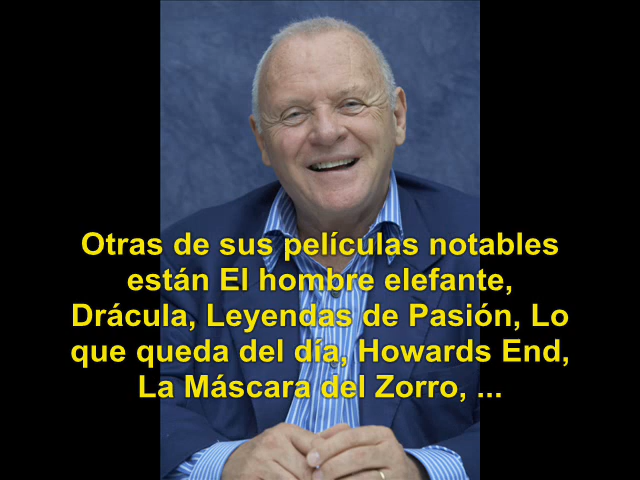 Otras de sus películas notables
están El hombre elefante,
Drácula, Leyendas de Pasión, Lo
que queda del día, Howards End,
La Máscara del Zorro, ...